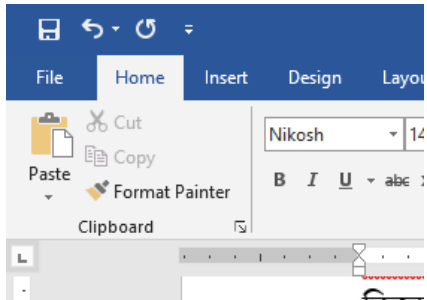 File Home Insert Design Layou
Cut
Nikosh 14
Copy
Paste
Format Painter
B I U abc
Clipboard
L